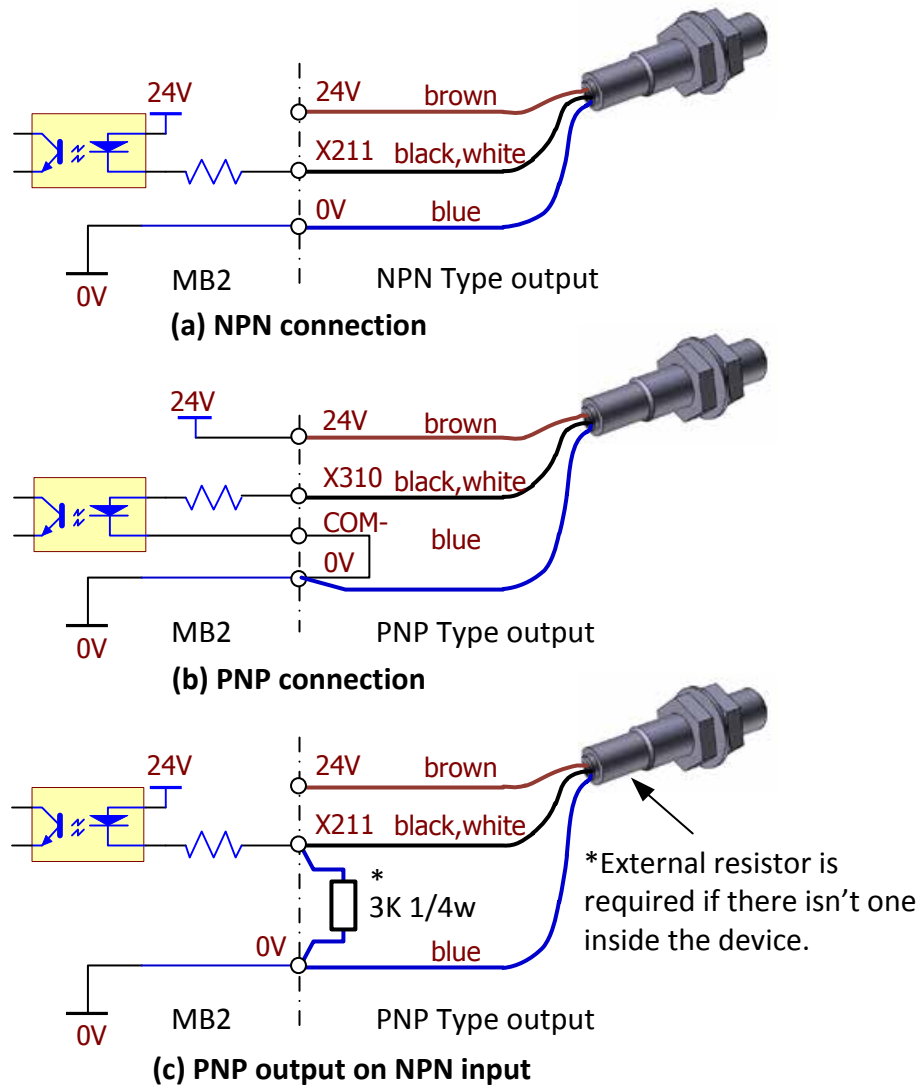 24V
24V
brown
X211
black,white
0V
blue
0V
MB2
NPN Type output
(a) NPN connection
24V
24V
brown
X310
black,white
COM-
blue
0V
0V
MB2
PNP Type output
(b) PNP connection
24V
24V
brown
X211
black,white
*
3K 1/4w
*External resistor is
required if there isn't one
inside the device.
0V
blue
0V
MB2
PNP Type output
(c) PNP output on NPN input